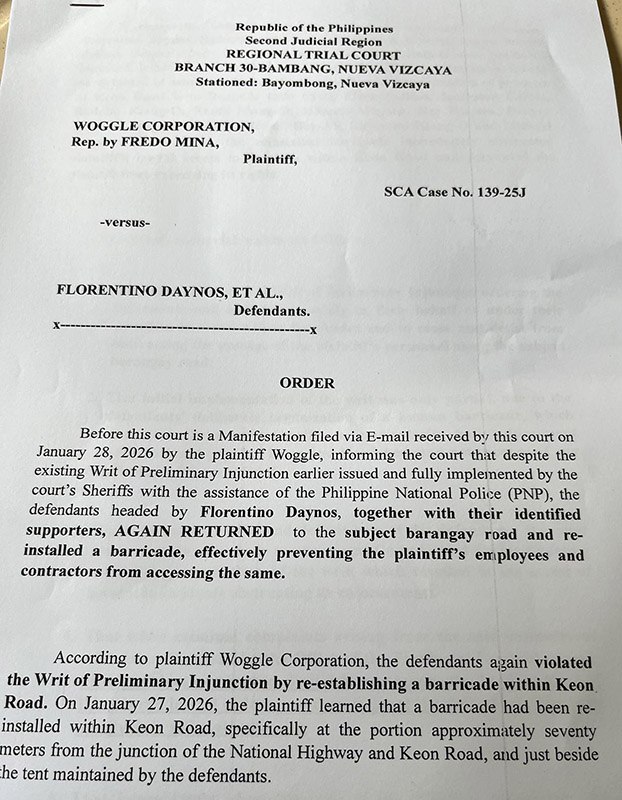 Republic of the Philippines
Second Judicial Region
REGIONAL TRIAL COURT
BRANCH 30-BAMBANG, NUEVA VIZCAYA
Stationed: Bayombong, Nueva Vizcaya
WOGGLE CORPORATION,
Rep. by FREDO MINA,
Plaintiff,
SCA Case No. 139-25J
-versus-
FLORENTINO DAYNOS, ET AL.,
Defendants.
x-------------------------------------------------x
ORDER
Before this court is a Manifestation filed via E-mail received by this court on
January 28, 2026 by the plaintiff Woggle, informing the court that despite the
existing Writ of Preliminary Injunction earlier issued and fully implemented by the
court's Sheriffs with the assistance of the Philippine National Police (PNP), the
defendants headed by Florentino Daynos, together with their identified
supporters, AGAIN RETURNED to the subject barangay road and re-
installed a barricade, effectively preventing the plaintiff's employees and
contractors from accessing the same.
According to plaintiff Woggle Corporation, the defendants again violated
the Writ of Preliminary Injunction by re-establishing a barricade within Keon
Road. On January 27, 2026, the plaintiff learned that a barricade had been re-
installed within Keon Road, specifically at the portion approximately seventy
meters from the junction of the National Highway and Keon Road, and just beside
the tent maintained by the defendants.